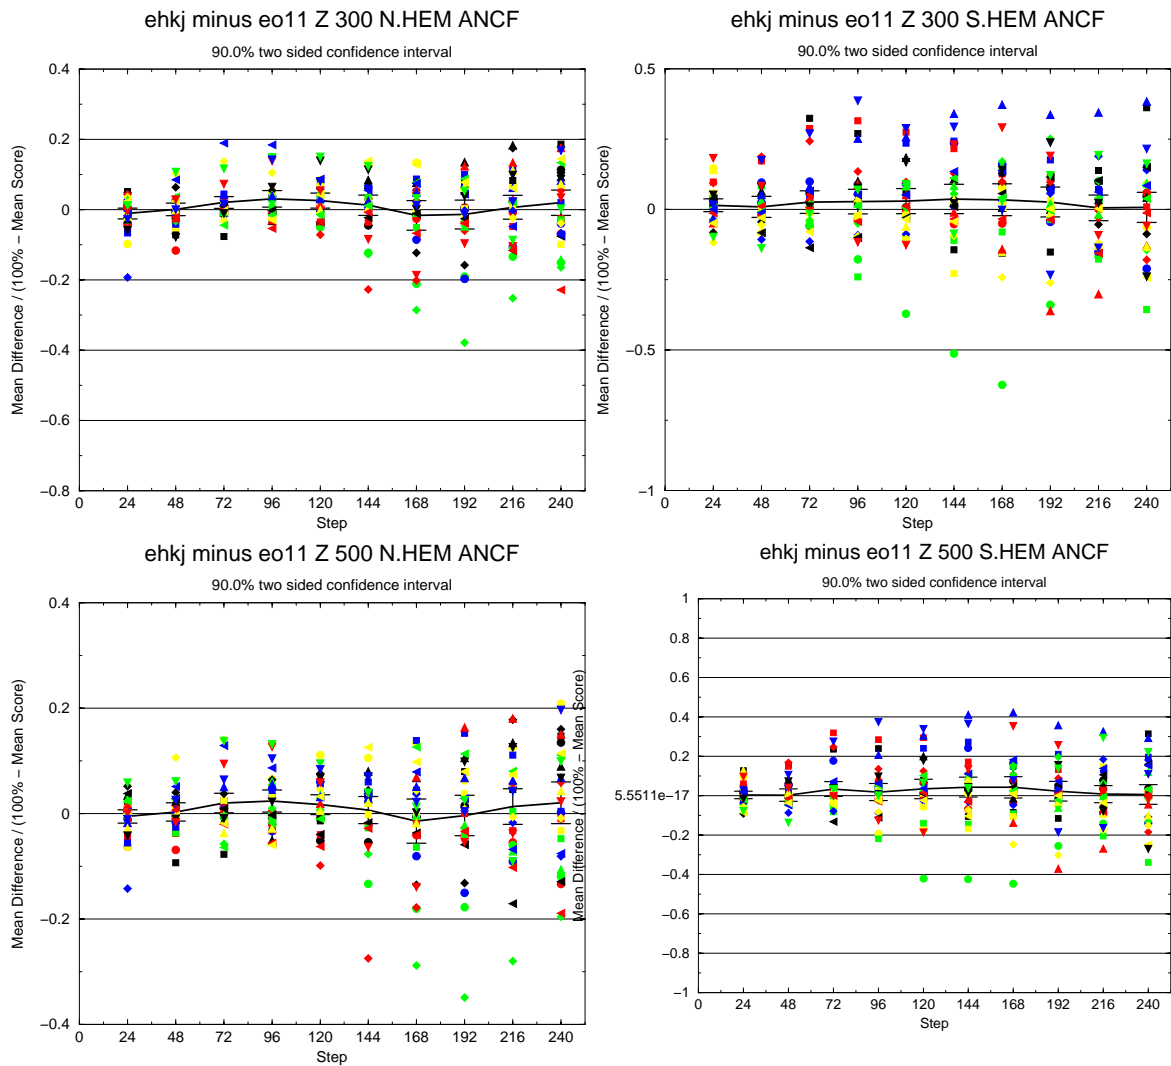 ehkj minus eo11 Z 300 N.HEM ANCF
90.0% two sided confidence interval
Mean Difference / (100% − Mean Score)
0.4
0.2
0
−0.2
−0.4
−0.6
−0.8
0 24 48 72 96 120 144 168 192 216 240
Step
ehkj minus eo11 Z 300 S.HEM ANCF
90.0% two sided confidence interval
Mean Difference / (100% − Mean Score)
0.5
0
−0.5
−1
0 24 48 72 96 120 144 168 192 216 240
Step
ehkj minus eo11 Z 500 N.HEM ANCF
90.0% two sided confidence interval
Mean Difference / (100% − Mean Score)
0.4
0.2
0
−0.2
−0.4
0 24 48 72 96 120 144 168 192 216 240
Step
ehkj minus eo11 Z 500 S.HEM ANCF
90.0% two sided confidence interval
Mean Difference / (100% − Mean Score)
1
0.8
0.6
0.4
0.2
5.5511e−17
−0.2
−0.4
−0.6
−0.8
−1
0 24 48 72 96 120 144 168 192 216 240
Step